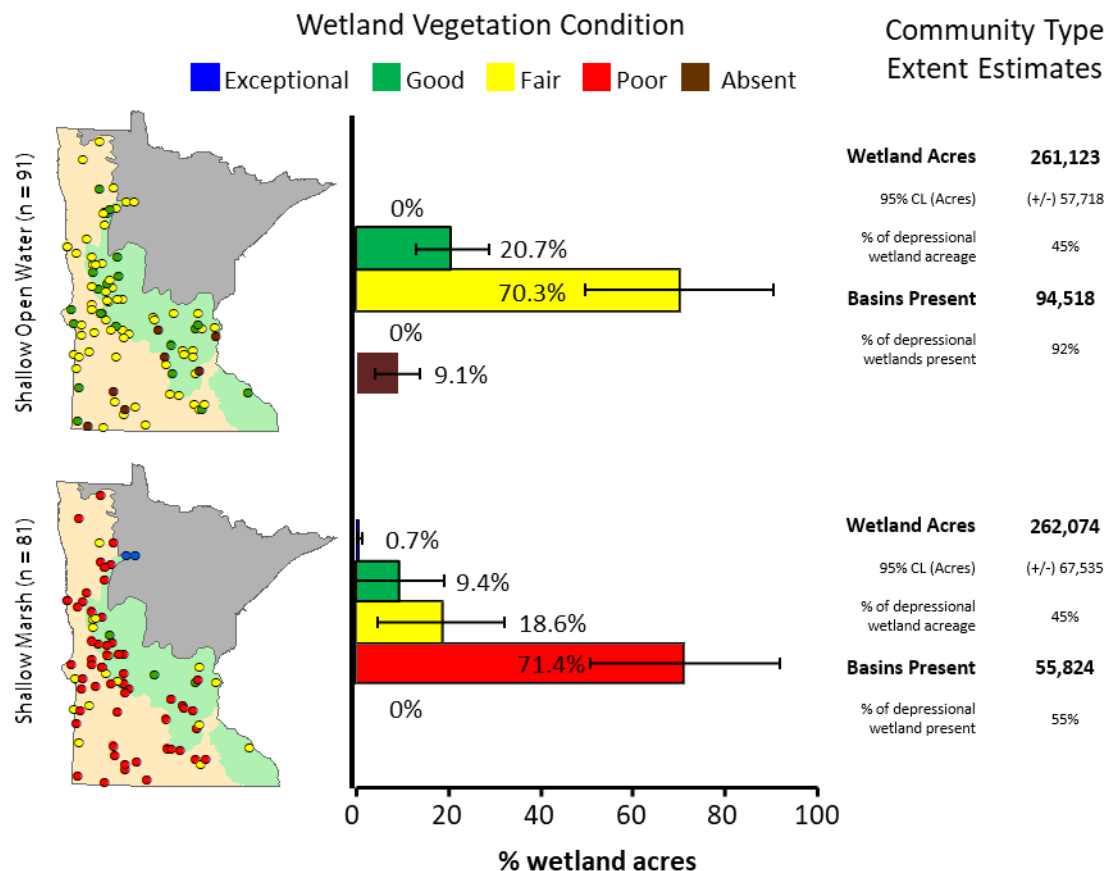 Wetland Vegetation Condition
Community Type
Extent Estimates
Exceptional Good Fair Poor Absent
Shallow Open Water (n = 91)
0%
20.7%
70.3%
0%
9.1%
Wetland Acres 261,123
95% CL (Acres) (+/-) 57,718
% of depressional
wetland acreage
45%
Basins Present 94,518
% of depressional
wetlands present
92%
Shallow Marsh (n = 81)
0.7%
9.4%
18.6%
71.4%
0%
Wetland Acres 262,074
95% CL (Acres) (+/-) 67,535
% of depressional
wetland acreage
45%
Basins Present 55,824
% of depressional
wetland present
55%
0 20 40 60 80 100
% wetland acres